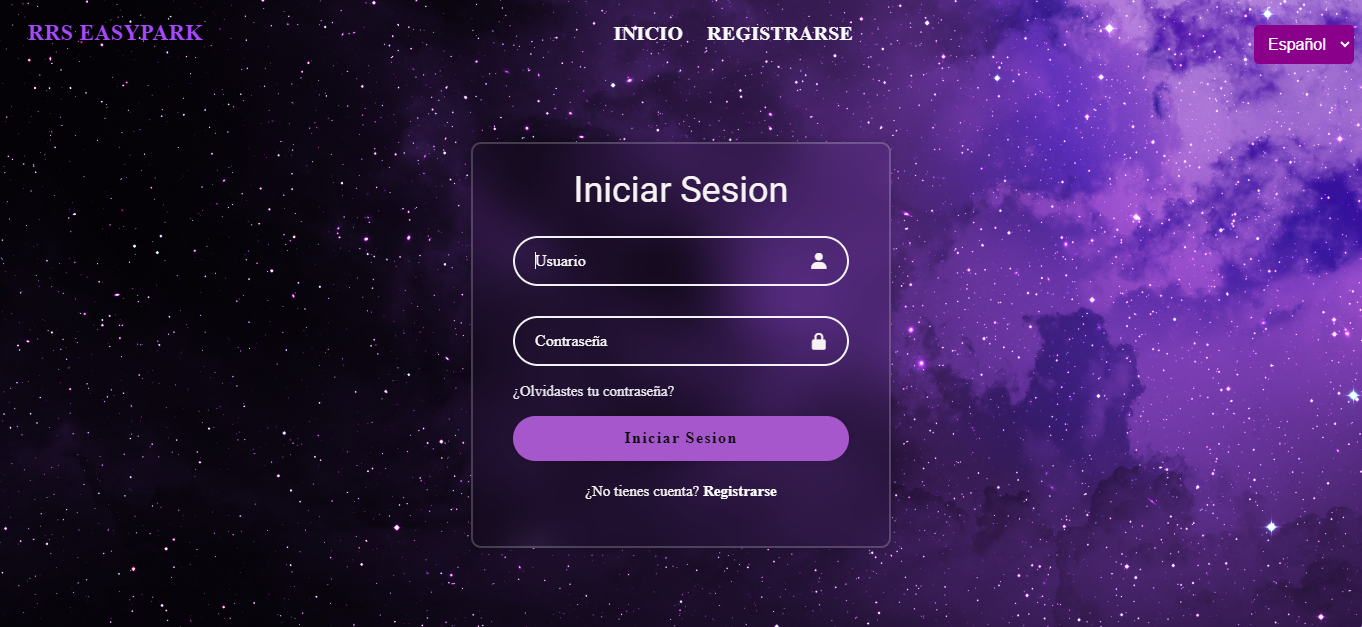 RRS EASYPARK
INICIO REGISTRARSE
Español
Iniciar Sesion
Usuario
Contraseña
¿Olvidastes tu contraseña?
Iniciar Sesion
¿No tienes cuenta? Registrarse